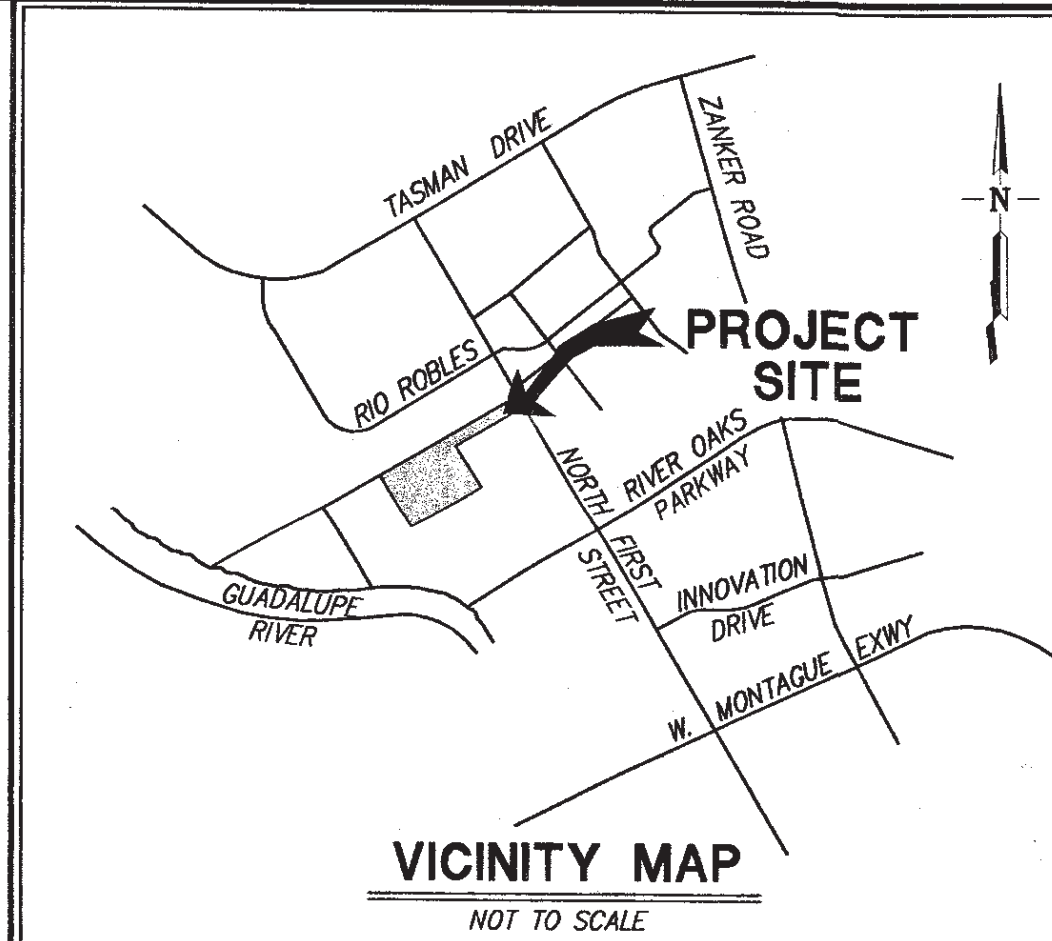 TASMAN DRIVE
ZANKER ROAD
N
PROJECT
SITE
RIO ROBLES
RIVER OAKS
PARKWAY
NORTH FIRST
STREET
GUADALUPE
RIVER
INNOVATION
DRIVE
W. MONTAGUE EXWY
VICINITY MAP
NOT TO SCALE